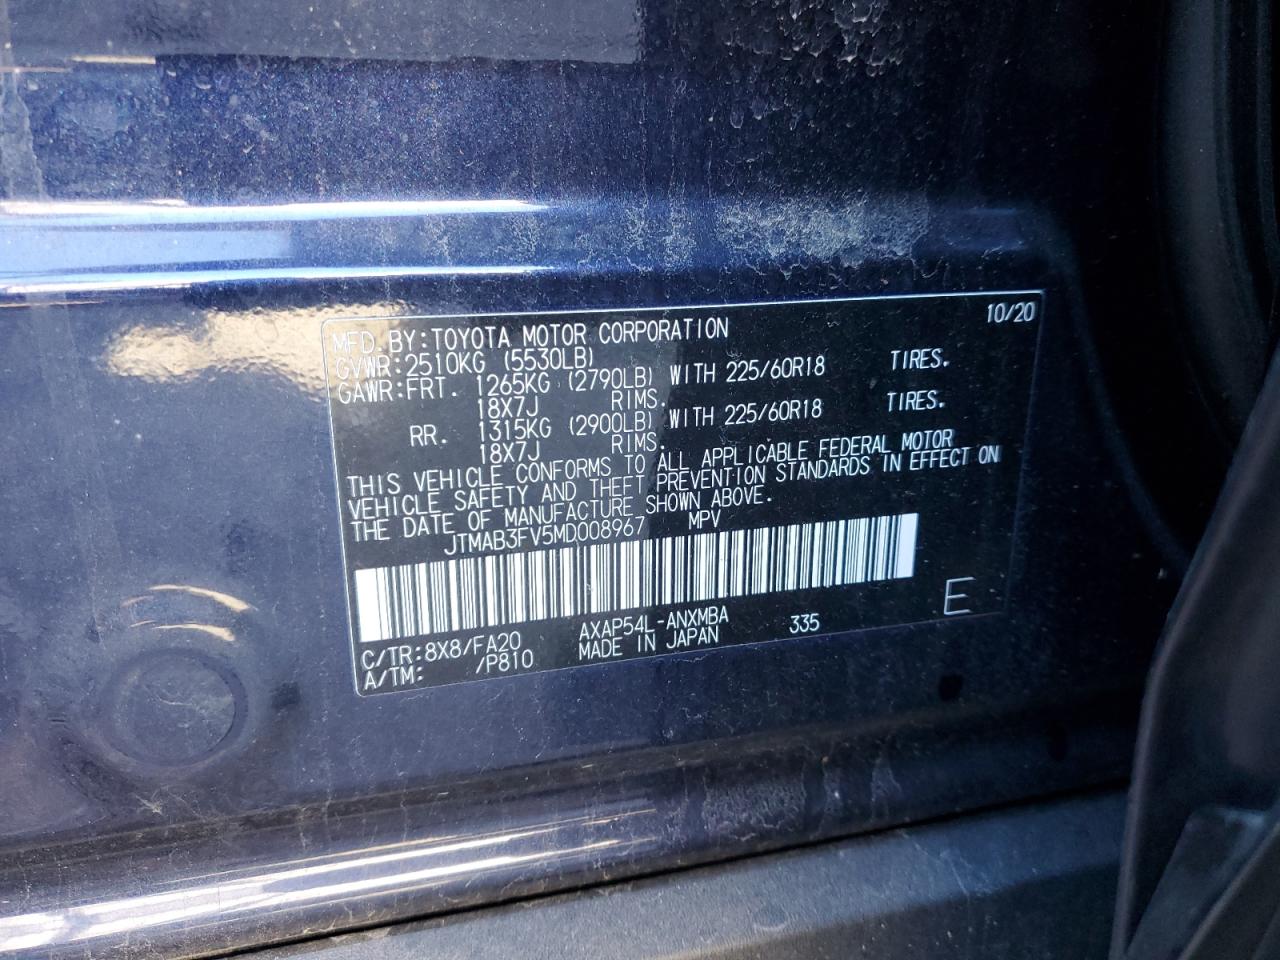 10/20
MFD. BY:TOYOTA MOTOR CORPORATION
GVWR:2510KG (5530LB)
GAWR:FRT. 1265KG (2790LB) WITH 225/60R18 TIRES.
18X7J RIMS.
RR. 1315KG (2900LB) WITH 225/60R18 TIRES.
18X7J RIMS.
THIS VEHICLE CONFORMS TO ALL APPLICABLE FEDERAL MOTOR
VEHICLE SAFETY AND THEFT PREVENTION STANDARDS IN EFFECT ON
THE DATE OF MANUFACTURE SHOWN ABOVE.
JTMAB3FV5MD008967 MPV
E
C/TR:8X8/FA20 AXAP54L-ANXMBA 335
A/TM: /P810 MADE IN JAPAN